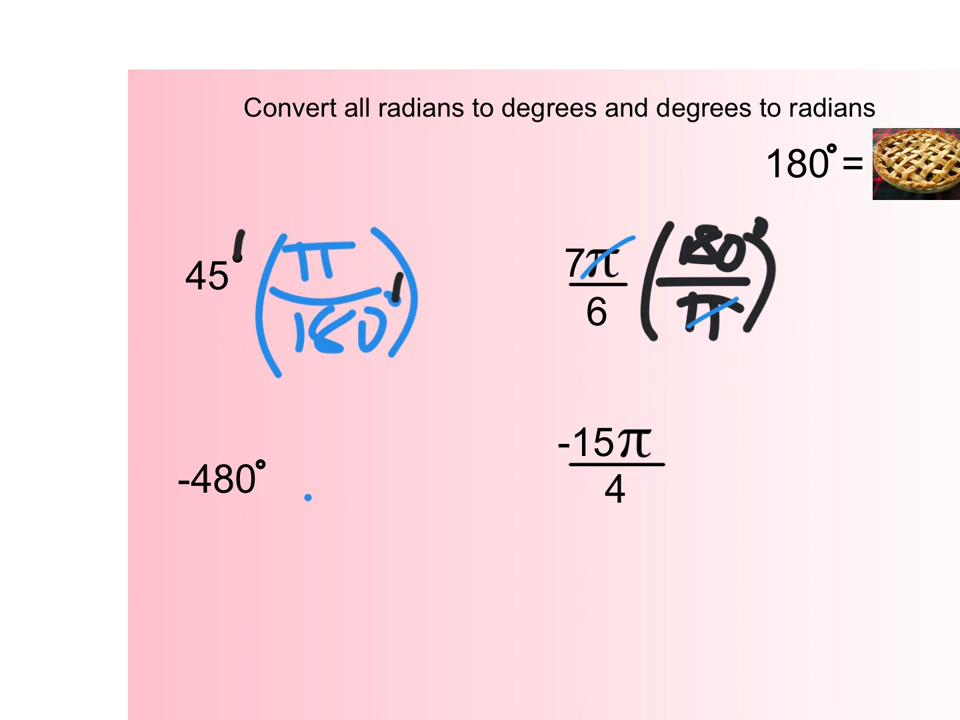 Convert all radians to degrees and degrees to radians
180° =
45° (π/180°)
7π/6 (180°/π)
-480°
-15π/4